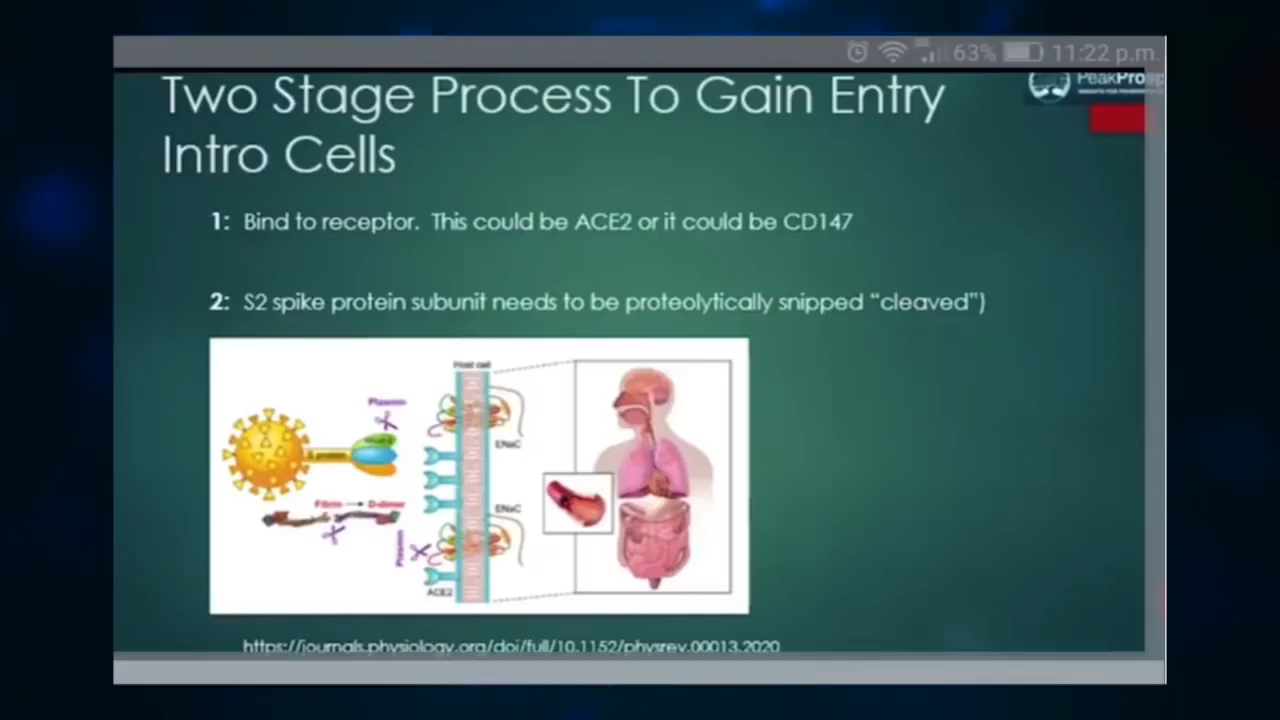 63% 11:22 p.m.
Two Stage Process To Gain Entry
Intro Cells
1: Bind to receptor. This could be ACE2 or it could be CD147
2: S2 spike protein subunit needs to be proteolytically snipped “cleaved”)
Host cell
Plasmin
ENaC
S protein
Fibrin
D-dimer
ENaC
Plasmin
ACE2
https://journals.physiology.org/doi/full/10.1152/physrev.00013.2020